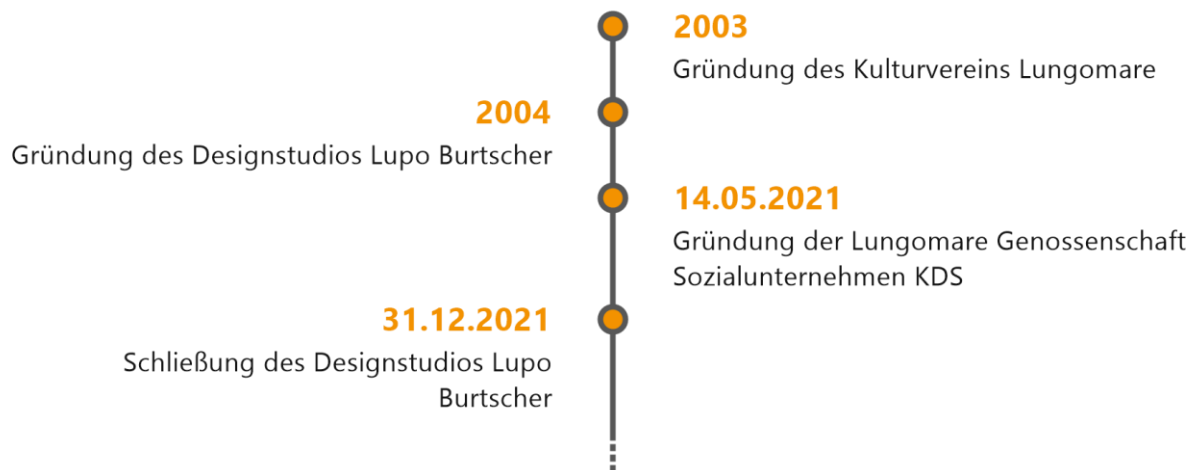 2003
Gründung des Kulturvereins Lungomare
2004
Gründung des Designstudios Lupo Burtscher
14.05.2021
Gründung der Lungomare Genossenschaft
Sozialunternehmen KDS
31.12.2021
Schließung des Designstudios Lupo
Burtscher